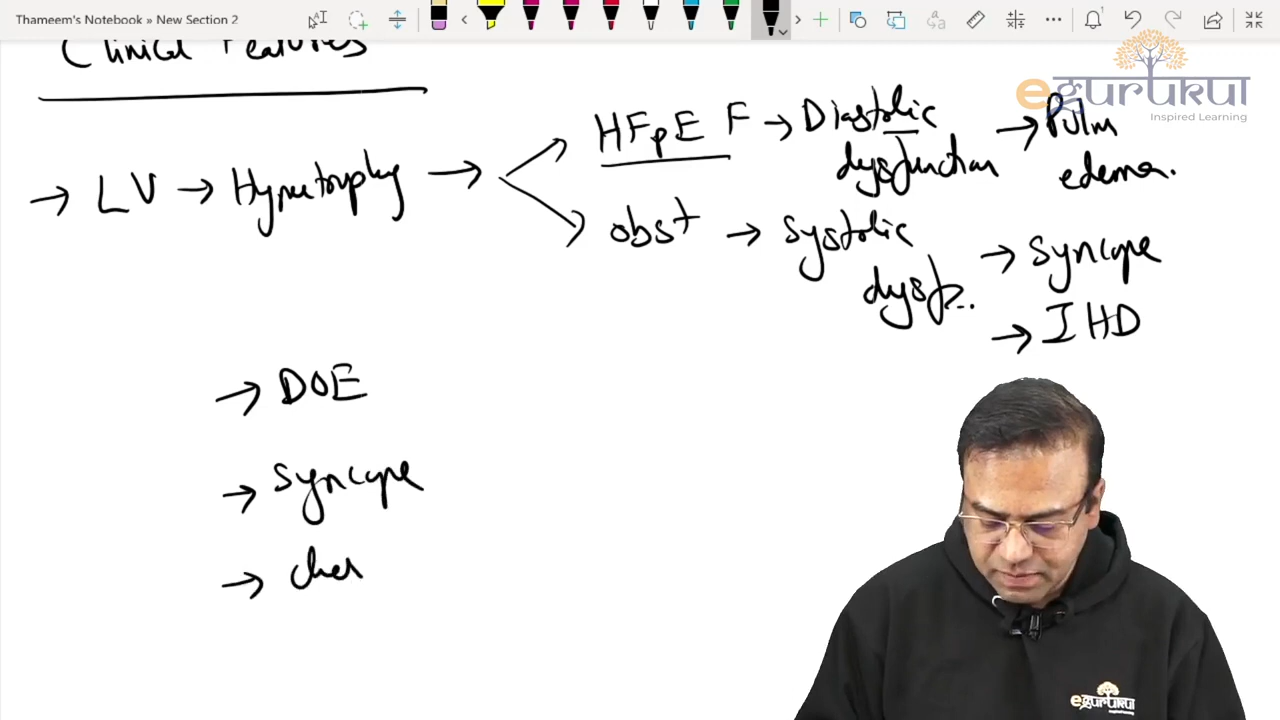 Thameem's Notebook » New Section 2
Clinical Features
egurukul
Inspired Learning
→ LV → Hypertrophy →
HFpEF → Diastolic dysfunction → Pulm edema.
obst → systolic dysf...
→ syncope
→ IHD
→ DOE
→ syncope
→ ches
egurukul